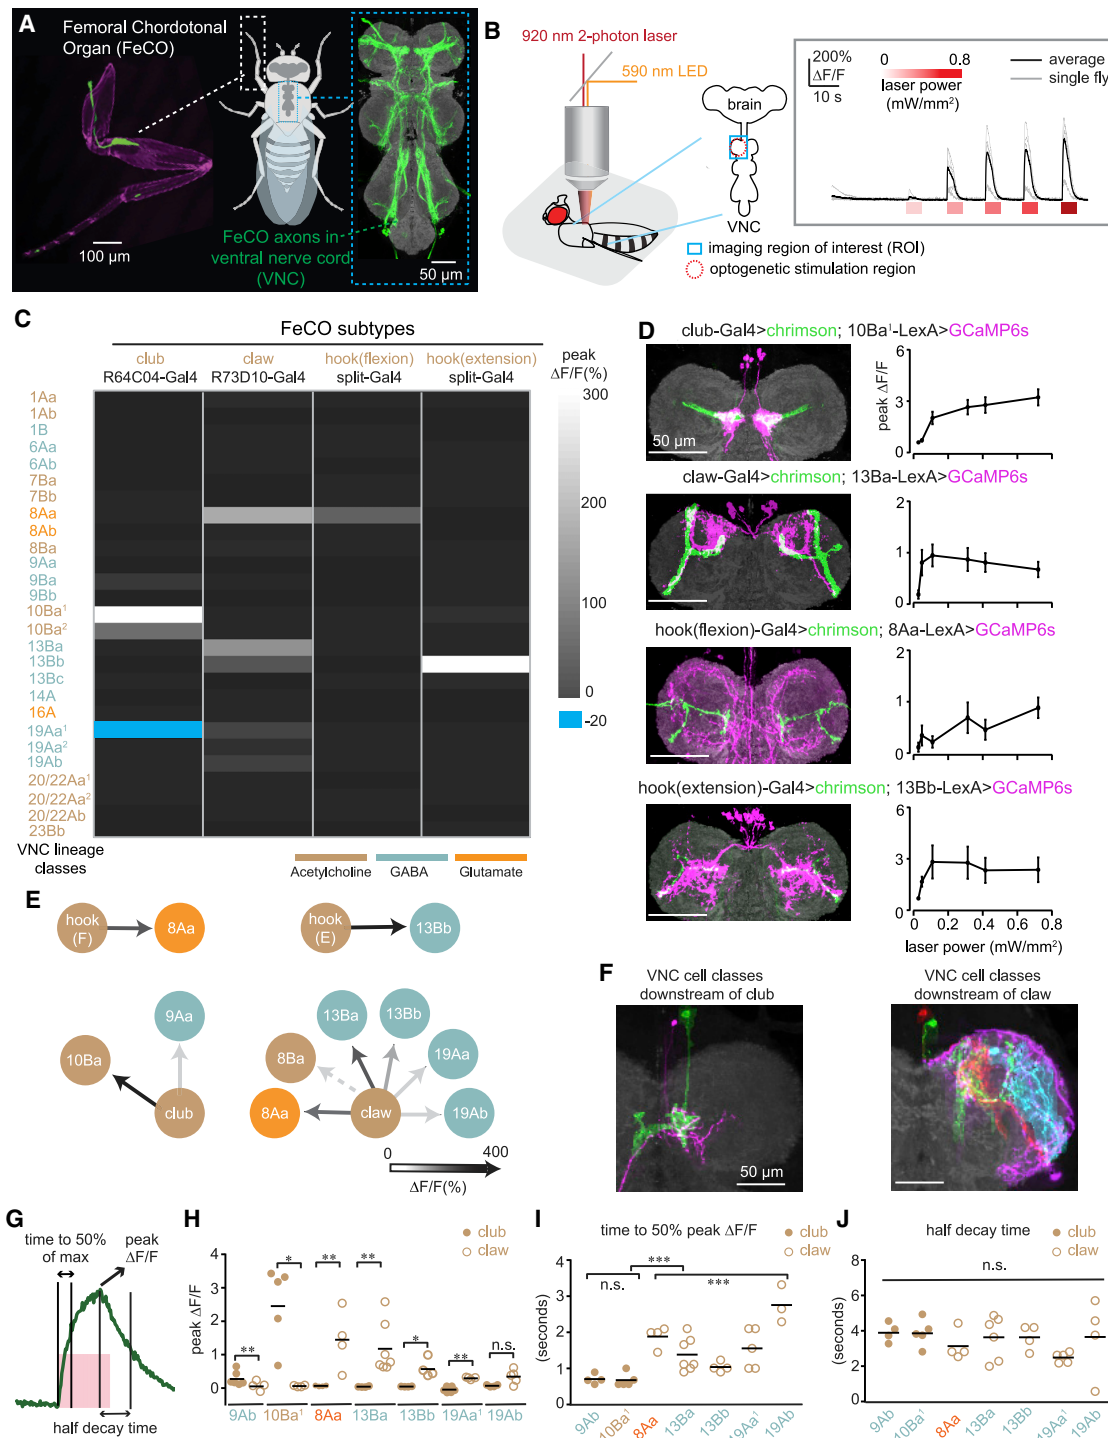 A
Femoral Chordotonal
Organ (FeCO)
100 µm
FeCO axons in
ventral nerve cord
(VNC)
50 µm
B
920 nm 2-photon laser
590 nm LED
brain
VNC
imaging region of interest (ROI)
optogenetic stimulation region
200%
ΔF/F
10 s
0 0.8
laser power
(mW/mm²)
average
single fly
C
FeCO subtypes
club claw hook(flexion) hook(extension)
R64C04-Gal4 R73D10-Gal4 split-Gal4 split-Gal4
peak
ΔF/F(%)
300
200
100
0
-20
1Aa
1Ab
1B
6Aa
6Ab
7Ba
7Bb
8Aa
8Ab
8Ba
9Aa
9Ba
9Bb
10Ba¹
10Ba²
13Ba
13Bb
13Bc
14A
16A
19Aa¹
19Aa²
19Ab
20/22Aa¹
20/22Aa²
20/22Ab
23Bb
VNC lineage
classes
Acetylcholine GABA Glutamate
D
club-Gal4>chrimson; 10Ba¹-LexA>GCaMP6s
50 µm
peak ΔF/F
6
3
0
claw-Gal4>chrimson; 13Ba-LexA>GCaMP6s
2
1
0
hook(flexion)-Gal4>chrimson; 8Aa-LexA>GCaMP6s
2
1
0
hook(extension)-Gal4>chrimson; 13Bb-LexA>GCaMP6s
6
3
0
0 0.2 0.4 0.6 0.8
laser power (mW/mm²)
E
hook
(F)
8Aa
hook
(E)
13Bb
9Aa
10Ba
club
13Ba
13Bb
8Ba
19Aa
8Aa
claw
19Ab
0 400
ΔF/F(%)
F
VNC cell classes
downstream of club
50 µm
VNC cell classes
downstream of claw
G
time to 50%
of max
peak
ΔF/F
half decay time
H
club
claw
peak ΔF/F
4
3
2
1
0
** * ** ** * ** n.s.
9Ab 10Ba¹ 8Aa 13Ba 13Bb 19Aa¹ 19Ab
I
time to 50% peak ΔF/F
club
claw
(seconds)
4
3
2
1
0
n.s.
***
***
9Ab 10Ba¹ 8Aa 13Ba 13Bb 19Aa¹ 19Ab
J
half decay time
club
claw
(seconds)
8
6
4
2
0
n.s.
9Ab 10Ba¹ 8Aa 13Ba 13Bb 19Aa¹ 19Ab